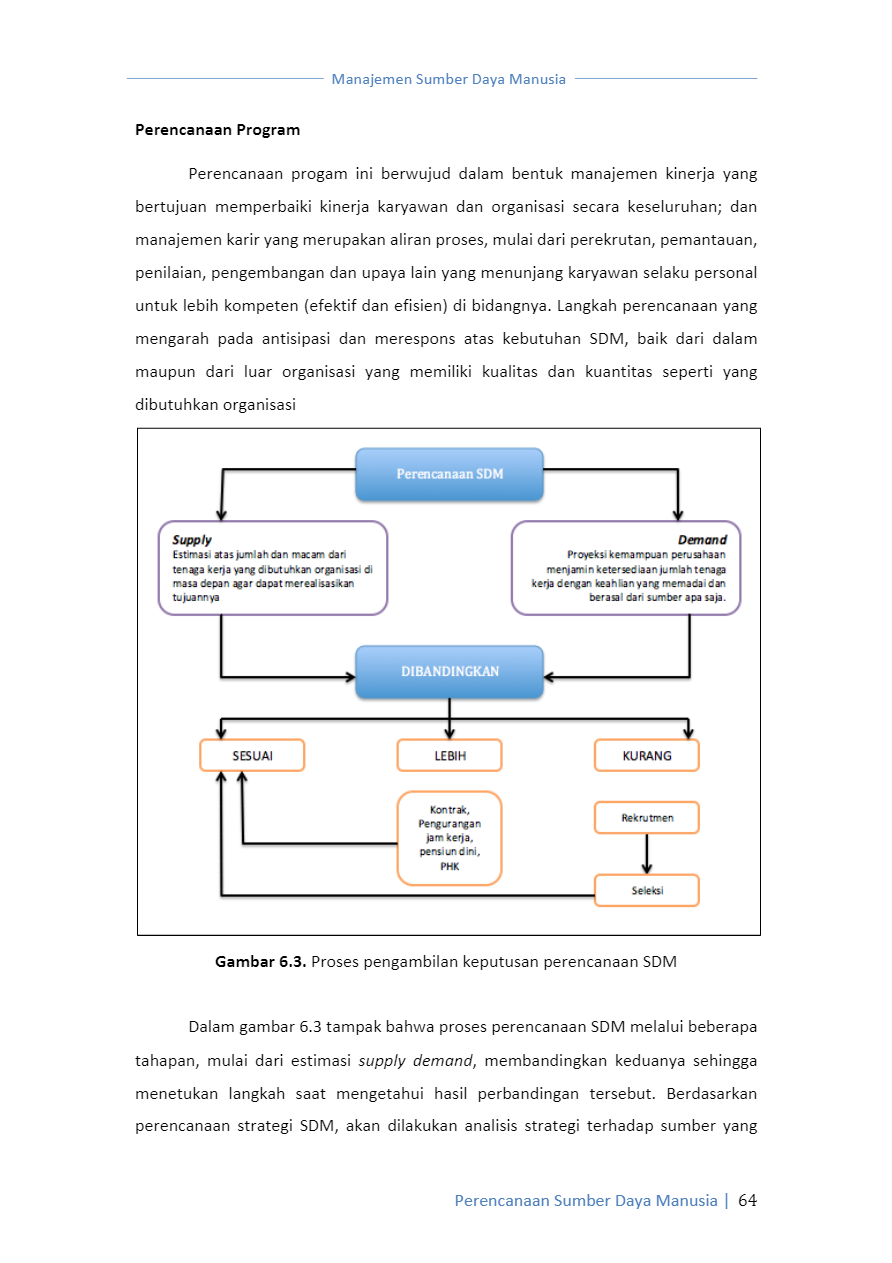 Manajemen Sumber Daya Manusia
Perencanaan Program
Perencanaan progam ini berwujud dalam bentuk manajemen kinerja yang
bertujuan memperbaiki kinerja karyawan dan organisasi secara keseluruhan; dan
manajemen karir yang merupakan aliran proses, mulai dari perekrutan, pemantauan,
penilaian, pengembangan dan upaya lain yang menunjang karyawan selaku personal
untuk lebih kompeten (efektif dan efisien) di bidangnya. Langkah perencanaan yang
mengarah pada antisipasi dan merespons atas kebutuhan SDM, baik dari dalam
maupun dari luar organisasi yang memiliki kualitas dan kuantitas seperti yang
dibutuhkan organisasi
Perencanaan SDM
Supply
Estimasi atas jumlah dan macam dari
tenaga kerja yang dibutuhkan organisasi di
masa depan agar dapat merealisasikan
tujuannya
Demand
Proyeksi kemampuan perusahaan
menjamin ketersediaan jumlah tenaga
kerja dengan keahlian yang memadai dan
berasal dari sumber apa saja.
DIBANDINGKAN
SESUAI
LEBIH
KURANG
Kontrak,
Pengurangan
jam kerja,
pensiun dini,
PHK
Rekrutmen
Seleksi
Gambar 6.3. Proses pengambilan keputusan perencanaan SDM
Dalam gambar 6.3 tampak bahwa proses perencanaan SDM melalui beberapa
tahapan, mulai dari estimasi supply demand, membandingkan keduanya sehingga
menetukan langkah saat mengetahui hasil perbandingan tersebut. Berdasarkan
perencanaan strategi SDM, akan dilakukan analisis strategi terhadap sumber yang
Perencanaan Sumber Daya Manusia | 64